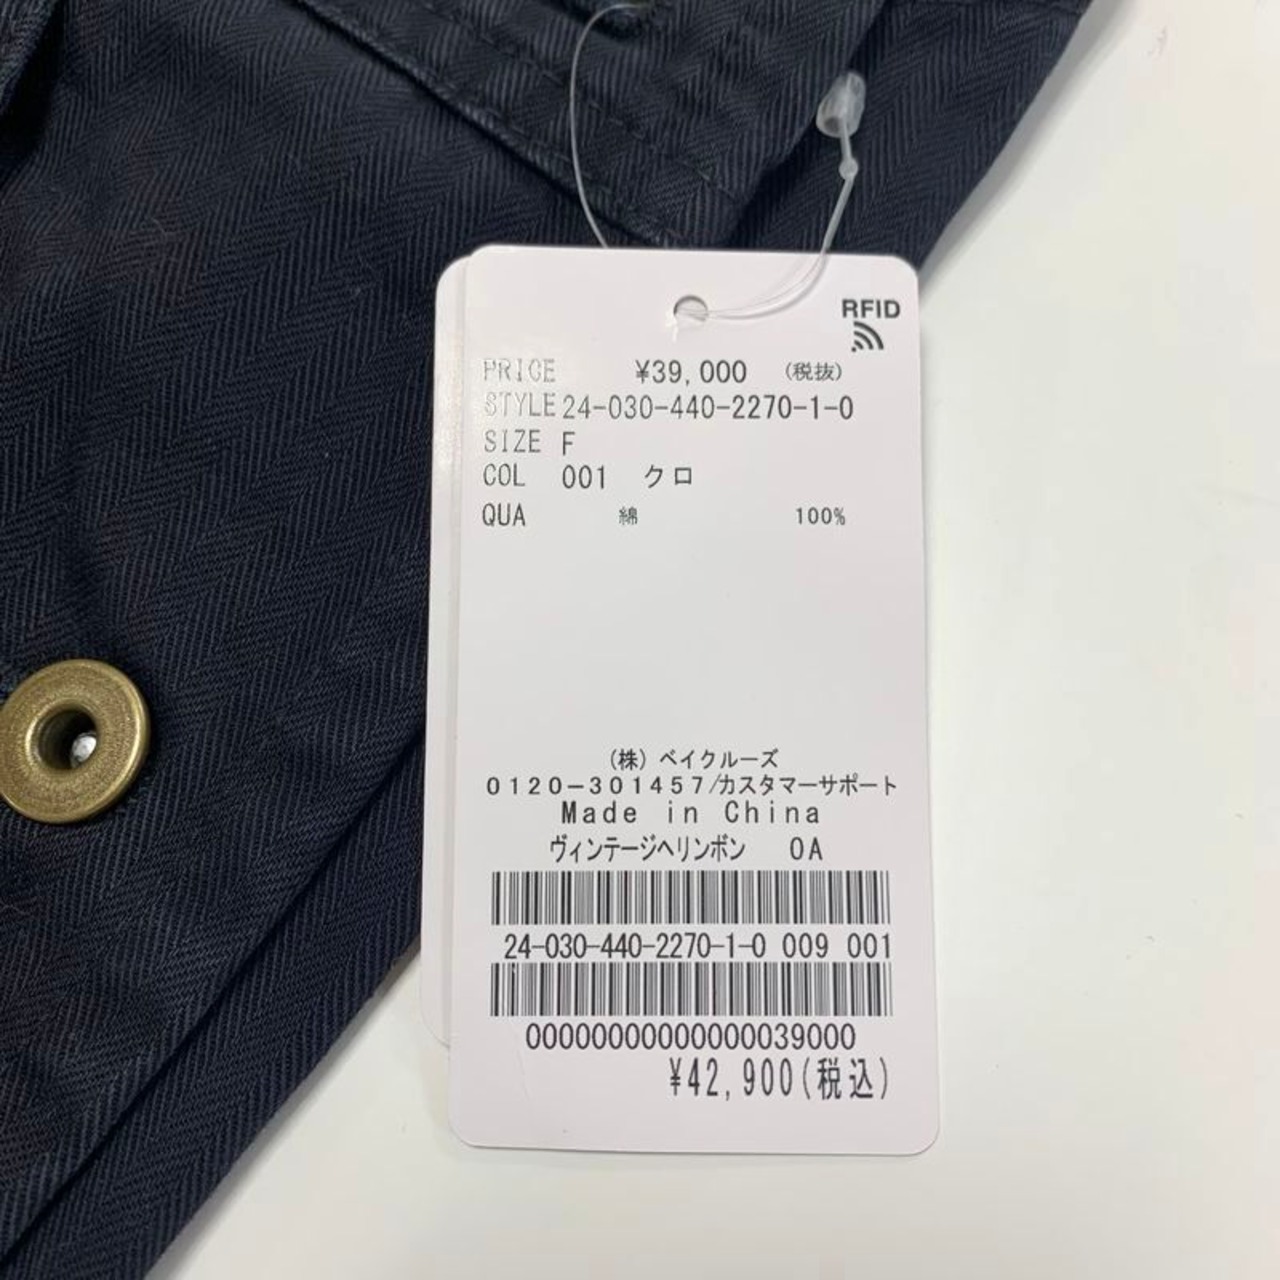 RFID
PRICE ¥39,000 (税抜)
STYLE 24-030-440-2270-1-0
SIZE F
COL 001 クロ
QUA 綿 100%
(株)ベイクルーズ
0120-301457/カスタマーサポート
Made in China
ヴィンテージヘリンボン OA
24-030-440-2270-1-0 009 001
00000000000000039000
¥42,900(税込)